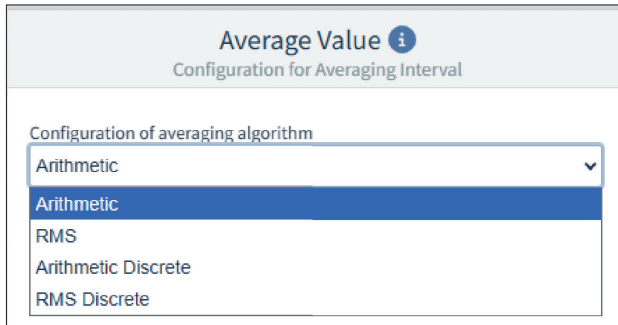 Average Value i
Configuration for Averaging Interval
Configuration of averaging algorithm
Arithmetic
Arithmetic
RMS
Arithmetic Discrete
RMS Discrete